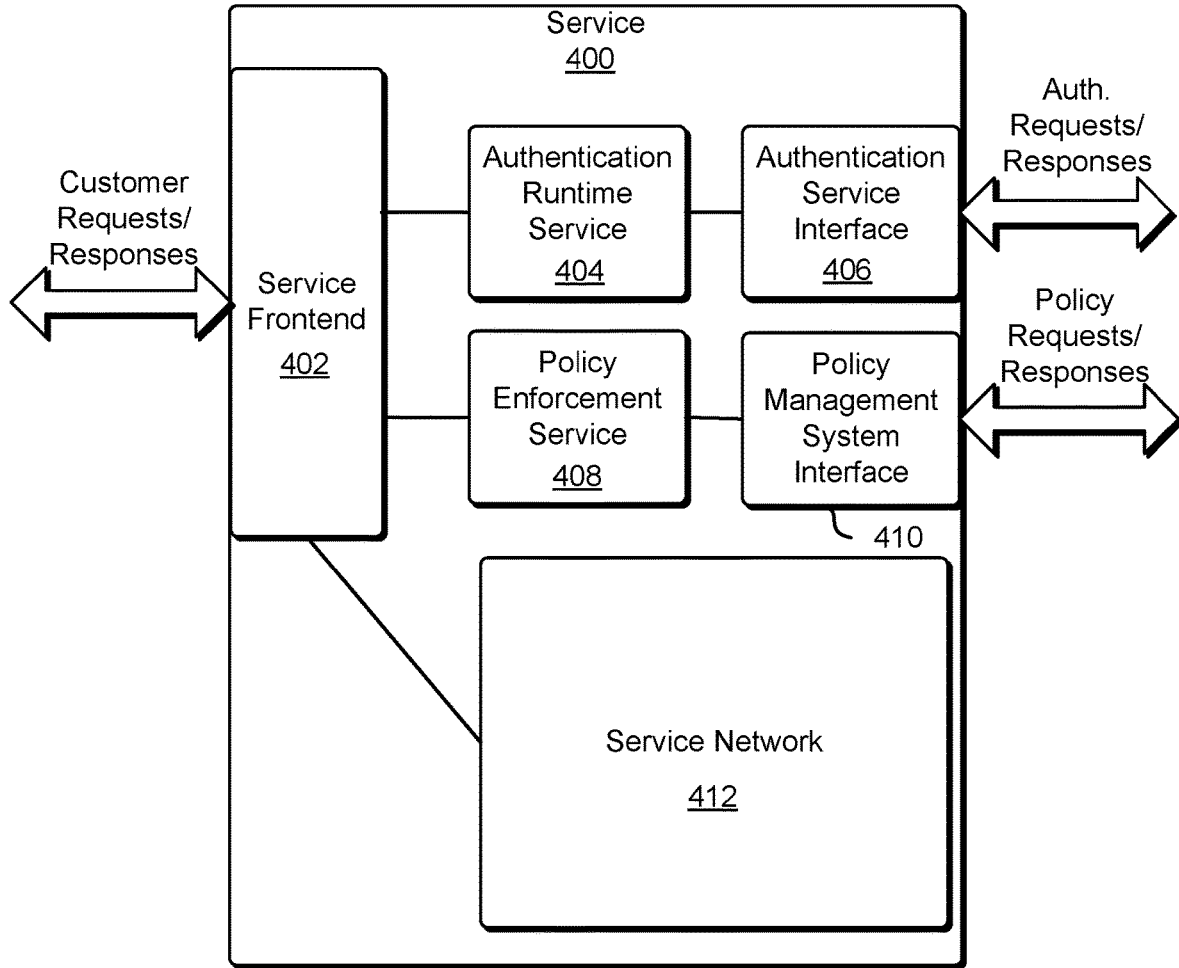 Service
400
Customer
Requests/
Responses
Service
Frontend
402
Authentication
Runtime
Service
404
Authentication
Service
Interface
406
Auth.
Requests/
Responses
Policy
Enforcement
Service
408
Policy
Management
System
Interface
410
Policy
Requests/
Responses
Service Network
412